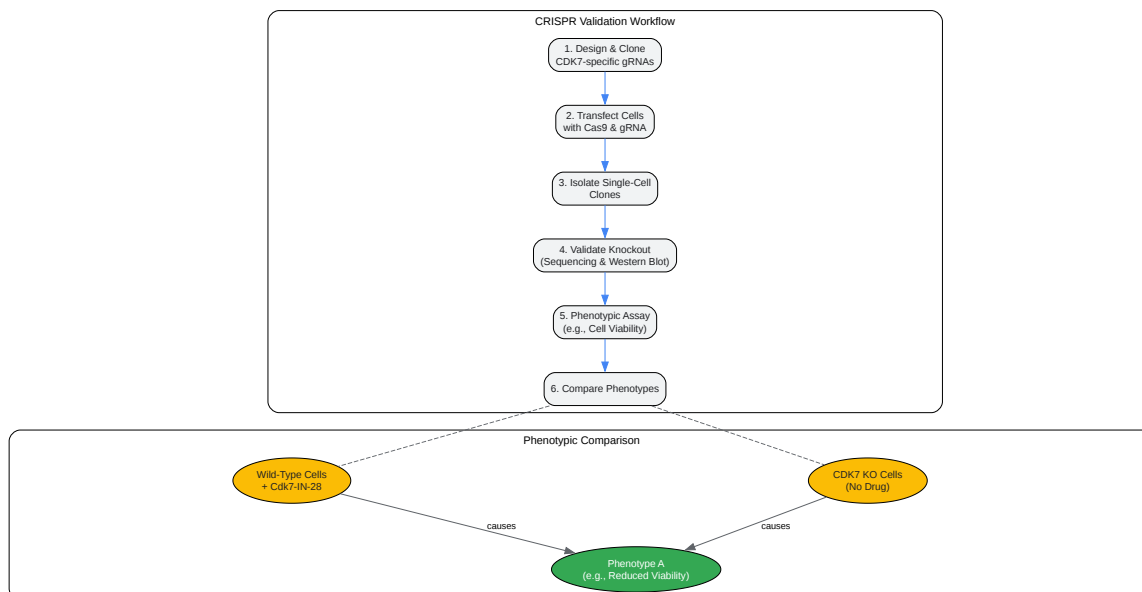 CRISPR Validation Workflow
1. Design & Clone
CDK7-specific gRNAs
2. Transfect Cells
with Cas9 & gRNA
3. Isolate Single-Cell
Clones
4. Validate Knockout
(Sequencing & Western Blot)
5. Phenotypic Assay
(e.g., Cell Viability)
6. Compare Phenotypes
Phenotypic Comparison
Wild-Type Cells
+ Cdk7-IN-28
CDK7 KO Cells
(No Drug)
causes
causes
Phenotype A
(e.g., Reduced Viability)